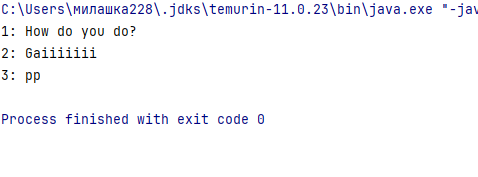 C:\Users\милашка228\.jdks\temurin-11.0.23\bin\java.exe "-jav
1: How do you do?
2: Gaiiiiiii
3: pp
Process finished with exit code 0